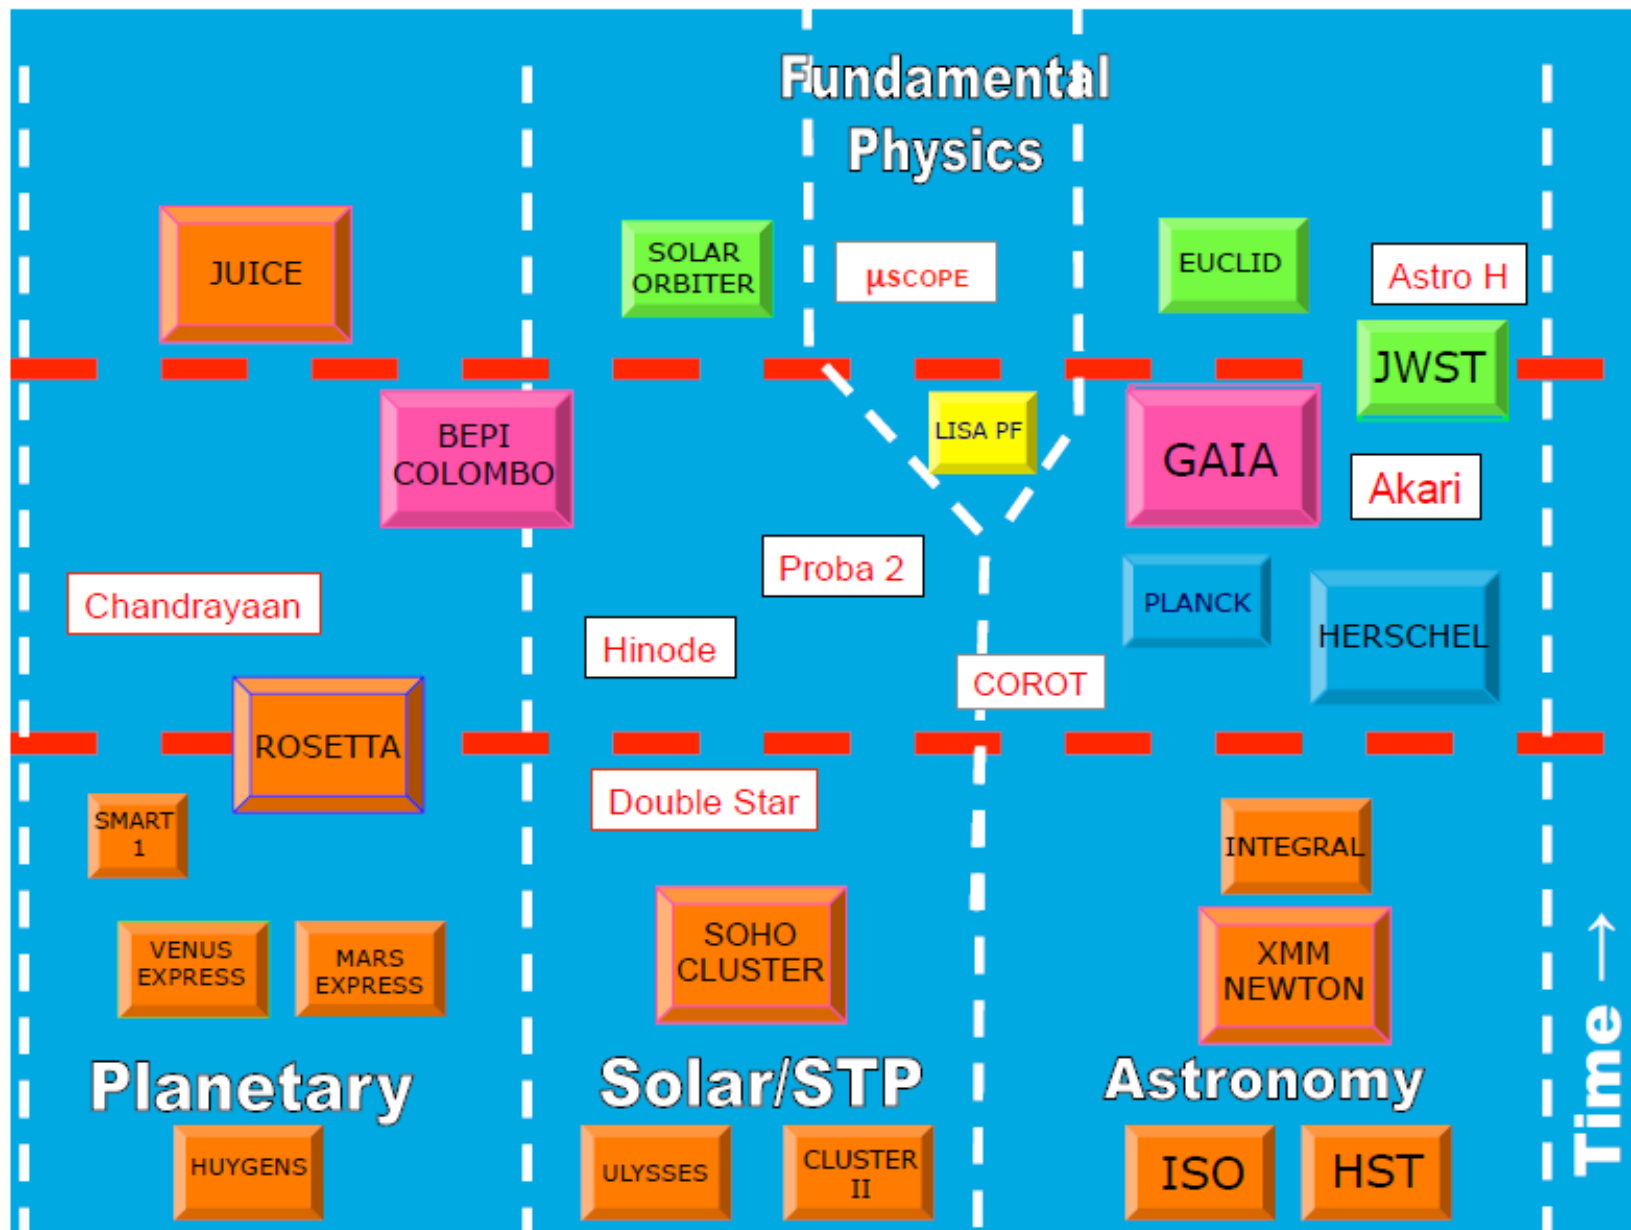 Fundamental
Physics
JUICE
SOLAR
ORBITER
µSCOPE
EUCLID
Astro H
JWST
BEPI
COLOMBO
LISA PF
GAIA
Akari
Proba 2
Chandrayaan
Hinode
PLANCK
HERSCHEL
COROT
ROSETTA
Double Star
SMART
1
INTEGRAL
VENUS
EXPRESS
MARS
EXPRESS
SOHO
CLUSTER
XMM
NEWTON
Planetary
Solar/STP
Astronomy
Time →
HUYGENS
ULYSSES
CLUSTER
II
ISO
HST